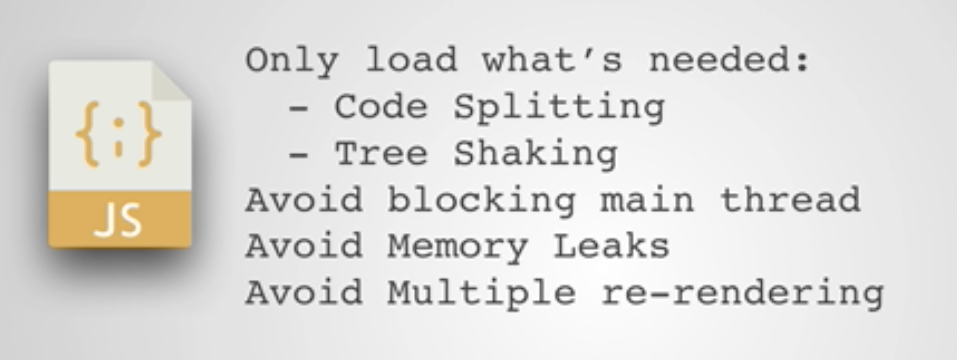 {;}
JS
Only load what's needed:
- Code Splitting
- Tree Shaking
Avoid blocking main thread
Avoid Memory Leaks
Avoid Multiple re-rendering